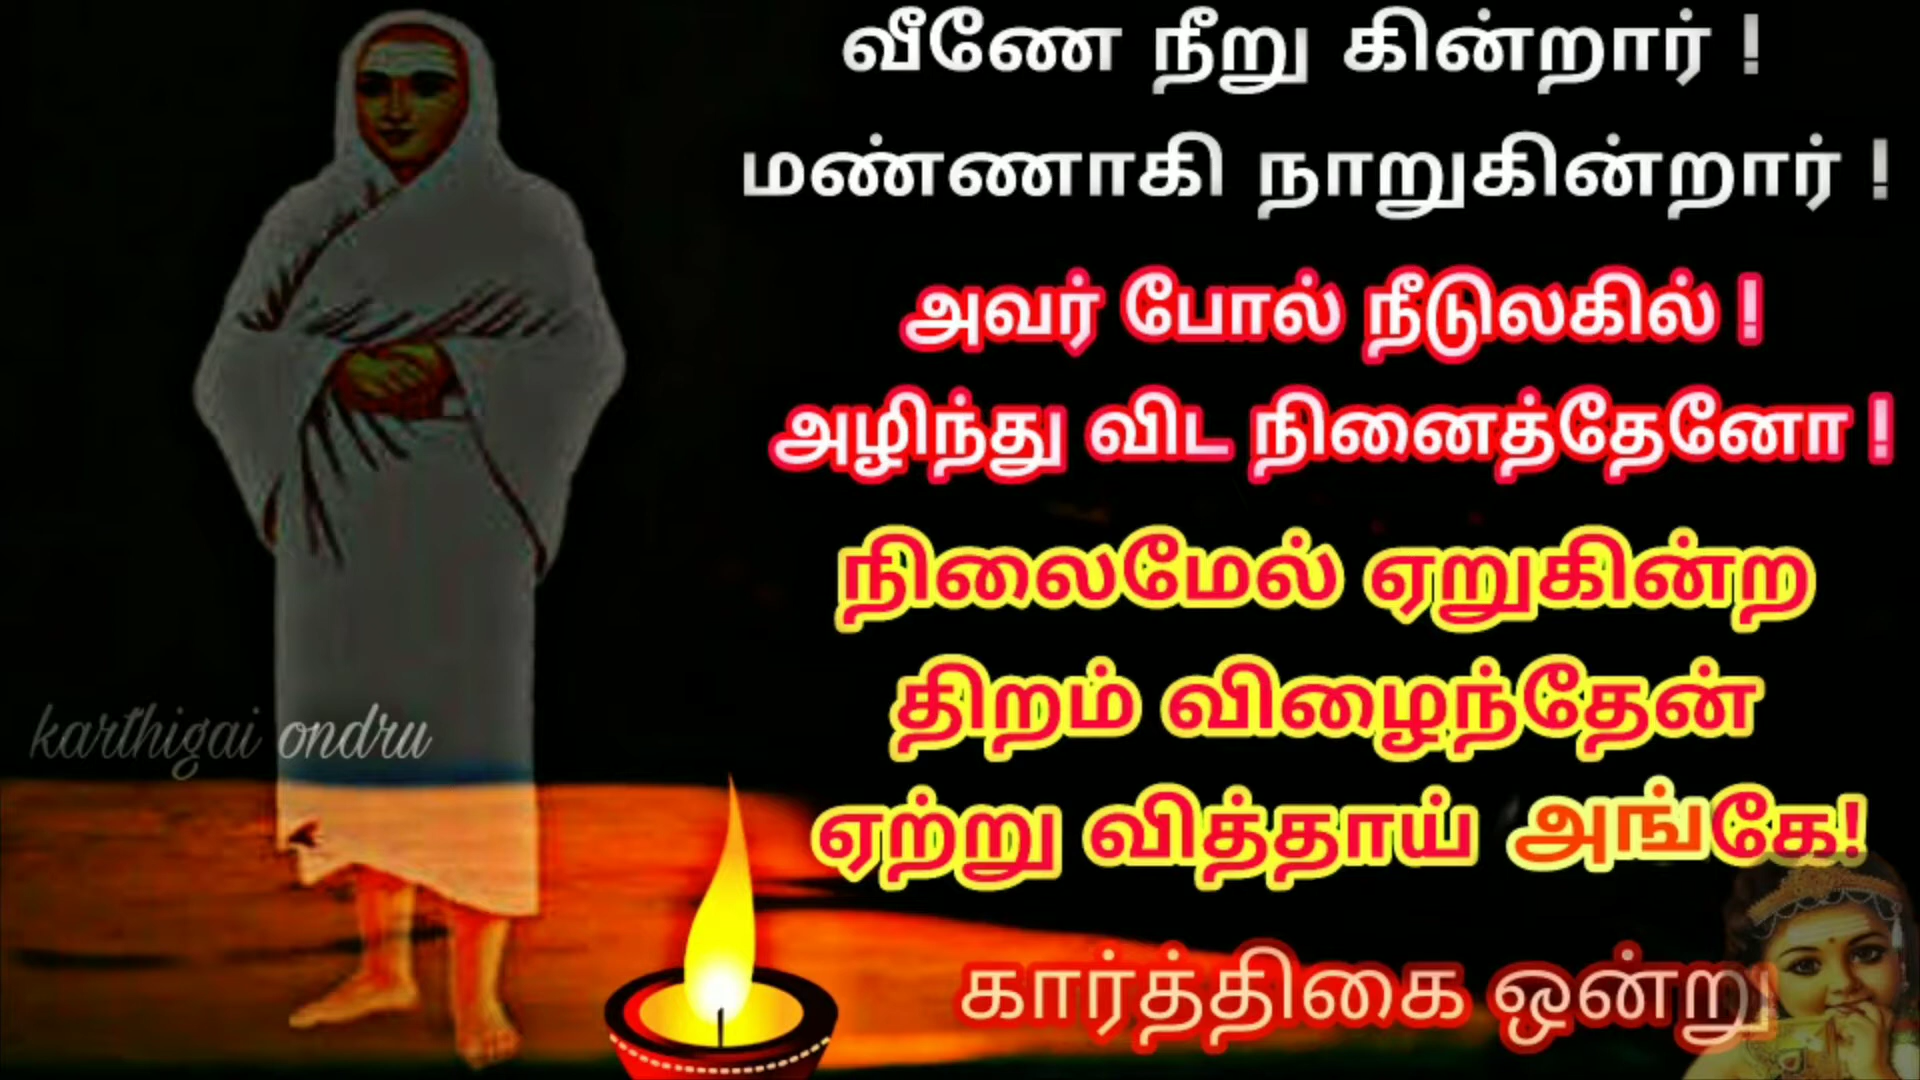 வீணே நீறு கின்றார் !
மண்ணாகி நாறுகின்றார் !
அவர் போல் நீடுலகில் !
அழிந்து விட நினைத்தேனோ !
நிலைமேல் ஏறுகின்ற
திறம் விழைந்தேன்
ஏற்று வித்தாய் அங்கே!
karthigai ondru
கார்த்திகை ஒன்று